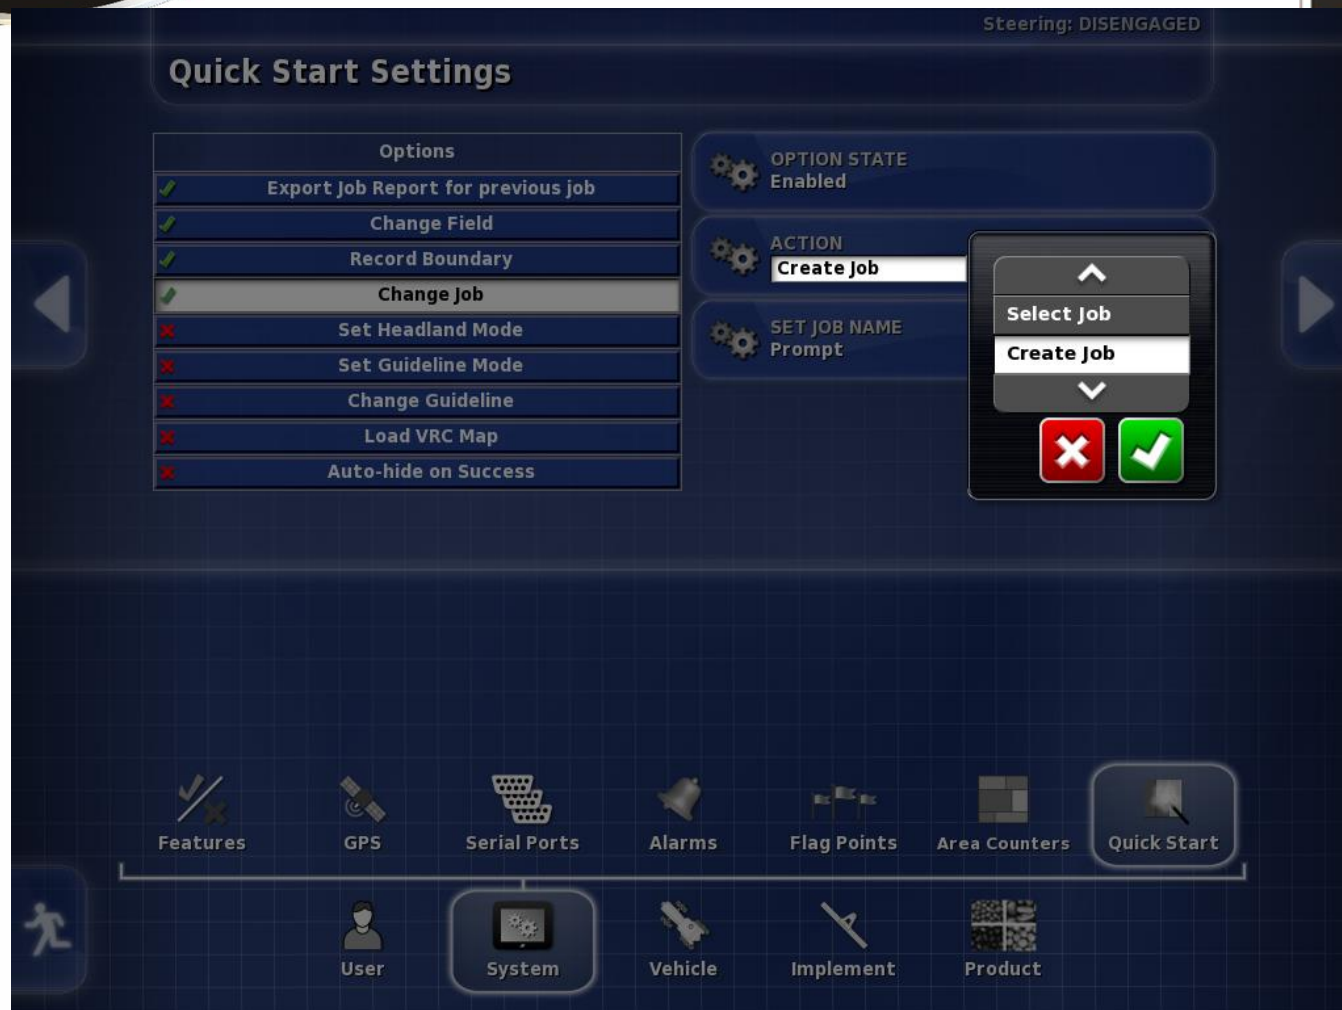 Steering: DISENGAGED
Quick Start Settings
Options
Export Job Report for previous job
Change Field
Record Boundary
Change Job
Set Headland Mode
Set Guideline Mode
Change Guideline
Load VRC Map
Auto-hide on Success
OPTION STATE
Enabled
ACTION
Create Job
SET JOB NAME
Prompt
Select Job
Create Job
Features
GPS
Serial Ports
Alarms
Flag Points
Area Counters
Quick Start
User
System
Vehicle
Implement
Product